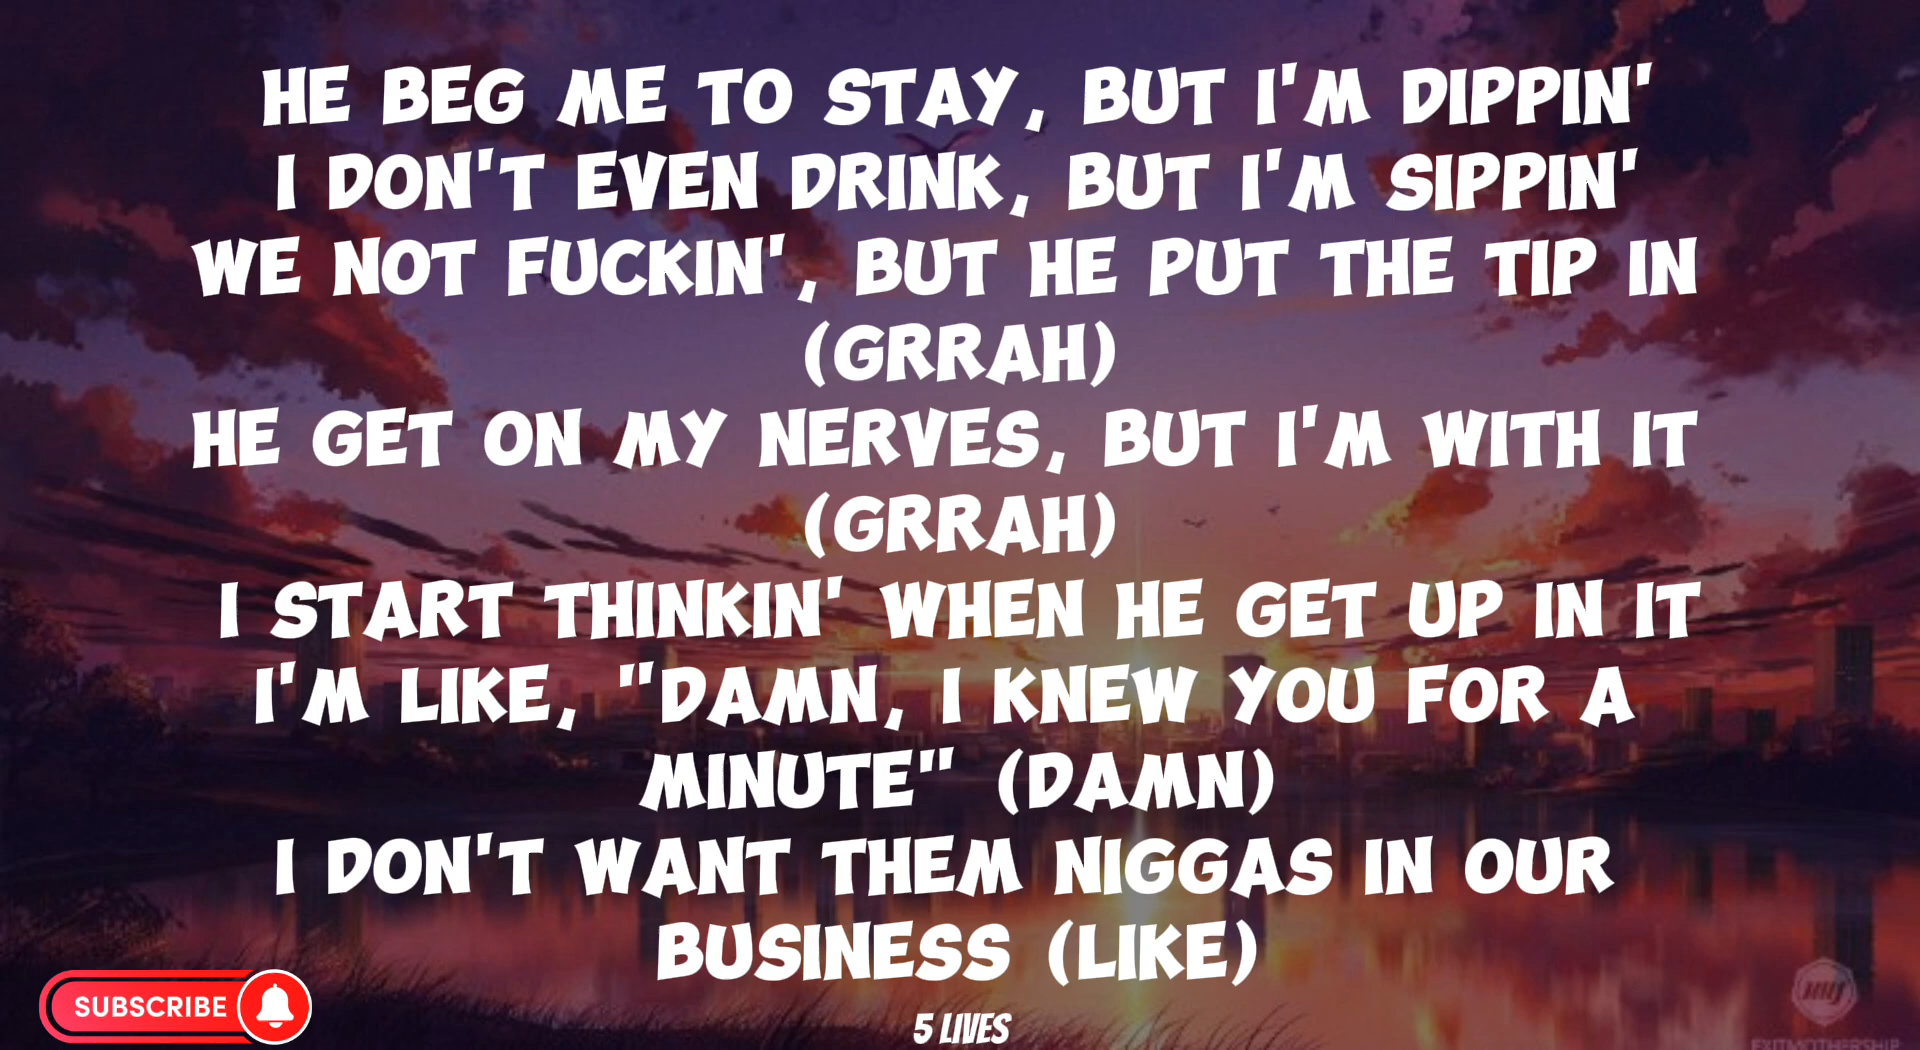 HE BEG ME TO STAY, BUT I'M DIPPIN'
I DON'T EVEN DRINK, BUT I'M SIPPIN'
WE NOT FUCKIN', BUT HE PUT THE TIP IN
(GRRAH)
HE GET ON MY NERVES, BUT I'M WITH IT
(GRRAH)
I START THINKIN' WHEN HE GET UP IN IT
I'M LIKE, "DAMN, I KNEW YOU FOR A
MINUTE" (DAMN)
I DON'T WANT THEM NIGGAS IN OUR
BUSINESS (LIKE)
SUBSCRIBE
5 LIVES
EXITMOTHERSHIP